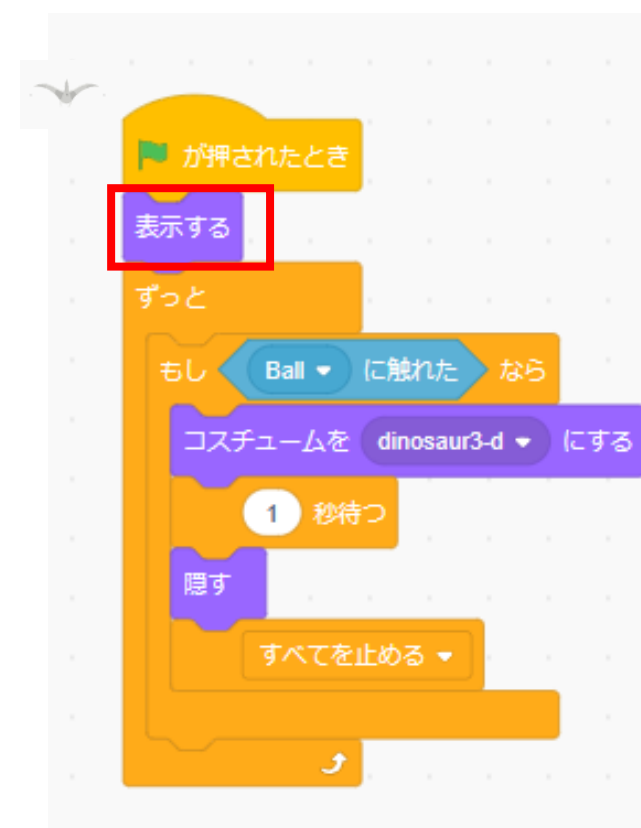 が押されたとき
表示する
ずっと
もし Ball に触れた なら
コスチュームを dinosaur3-d にする
1 秒待つ
隠す
すべてを止める